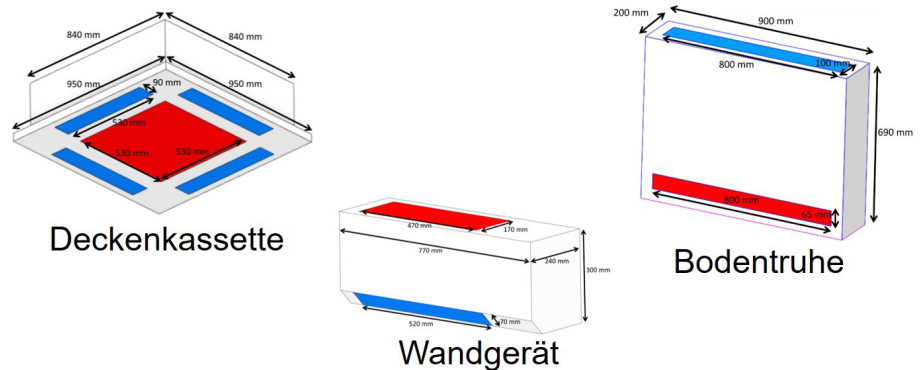 840 mm
840 mm
950 mm
90 mm
950 mm
530 mm
530 mm
530 mm
Deckenkassette
470 mm
170 mm
770 mm
240 mm
300 mm
520 mm
70 mm
Wandgerät
200 mm
900 mm
800 mm
100 mm
690 mm
800 mm
65 mm
Bodentruhe